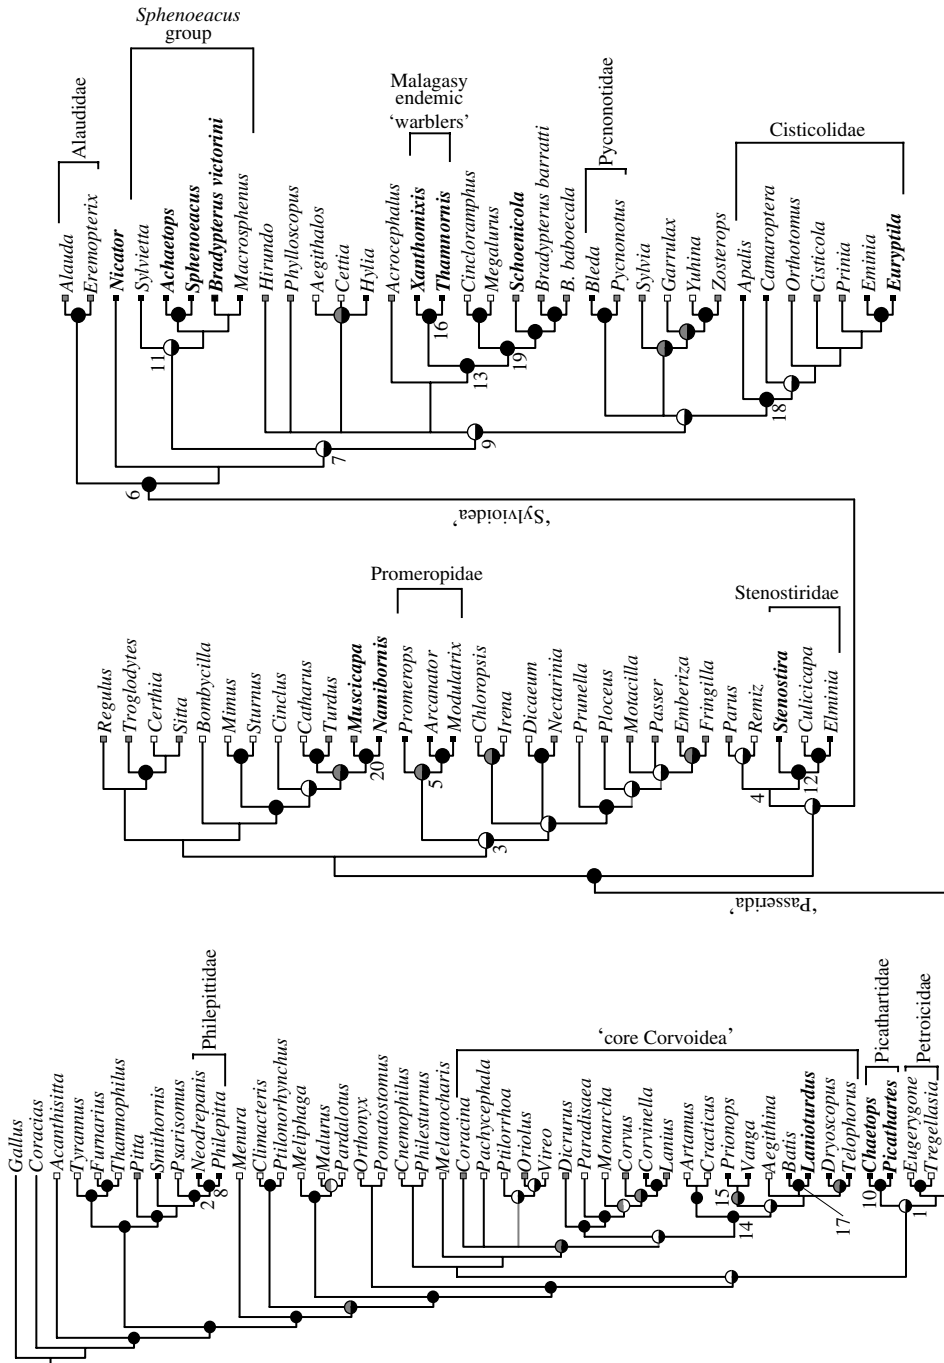 Sphenoeacus
group
Alaudidae
Malagasy
endemic
‘warblers’
Pycnonotidae
Cisticolidae
Alauda
Eremopterix
Nicator
Sylvietta
Achaetops
Sphenoeacus
Bradypterus victorini
Macrosphenus
Hirundo
Phylloscopus
Aegithalos
Cettia
Hylia
Acrocephalus
Xanthomixis
Thamnornis
Cincloramphus
Megalurus
Schoenicola
Bradypterus barratti
B. baboecala
Bleda
Pycnonotus
Sylvia
Garrulax
Yuhina
Zosterops
Apalis
Camaroptera
Orthotomus
Cisticola
Prinia
Eminia
Euryptila
11
16
13
19
18
9
7
6
‘Sylvioidea’
Promeropidae
Stenostiridae
Regulus
Troglodytes
Certhia
Sitta
Bombycilla
Mimus
Sturnus
Cinclus
Catharus
Turdus
Muscicapa
Namibornis
Promerops
Arcanator
Modulatrix
Chloropsis
Irena
Dicaeum
Nectarinia
Prunella
Ploceus
Motacilla
Passer
Emberiza
Fringilla
Parus
Remiz
Stenostira
Culicicapa
Elminia
20
5
4
12
3
‘Passerida’
Philepittidae
‘core Corvoidea’
Picathartidae
Petroicidae
Gallus
Coracias
Acanthisitta
Tyrannus
Furnarius
Thamnophilus
Pitta
Smithornis
Psarisomus
Neodrepanis
Philepitta
Menura
Climacteris
Ptilonorhynchus
Meliphaga
Malurus
Pardalotus
Orthonyx
Pomatostomus
Cnemophilus
Philesturnus
Melanocharis
Coracina
Pachycephala
Ptilorrhoa
Oriolus
Vireo
Dicrurus
Paradisaea
Monarcha
Corvus
Corvinella
Lanius
Artamus
Cracticus
Prionops
Vanga
Aegithina
Batis
Lanioturdus
Dryoscopus
Telophorus
Chaetops
Picathartes
Eugerygone
Tregellasia
2
8
15
14
17
10
1